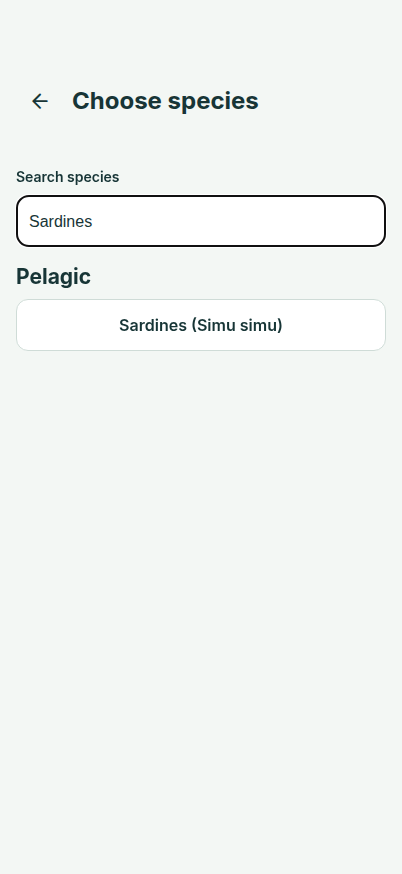 Choose species
Search species
Sardines
Pelagic
Sardines (Simu simu)